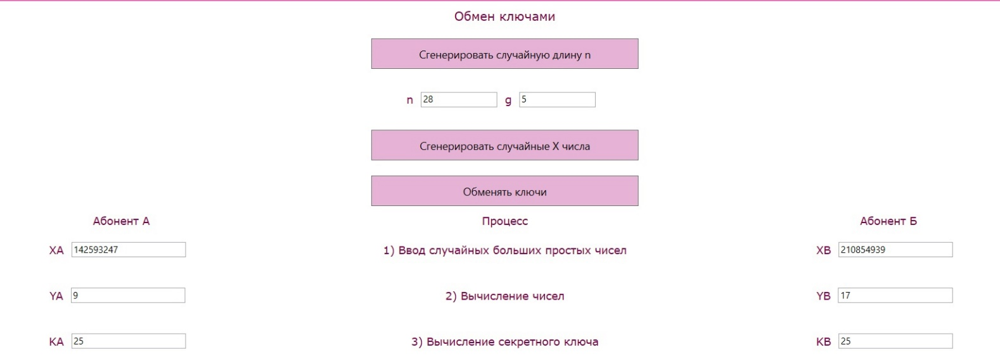 Обмен ключами
Сгенерировать случайную длину n
n 28 g 5
Сгенерировать случайные X числа
Обменять ключи
Абонент А Процесс Абонент Б
XA 142593247 1) Ввод случайных больших простых чисел XB 210854939
YA 9 2) Вычисление чисел YB 17
KA 25 3) Вычисление секретного ключа KB 25